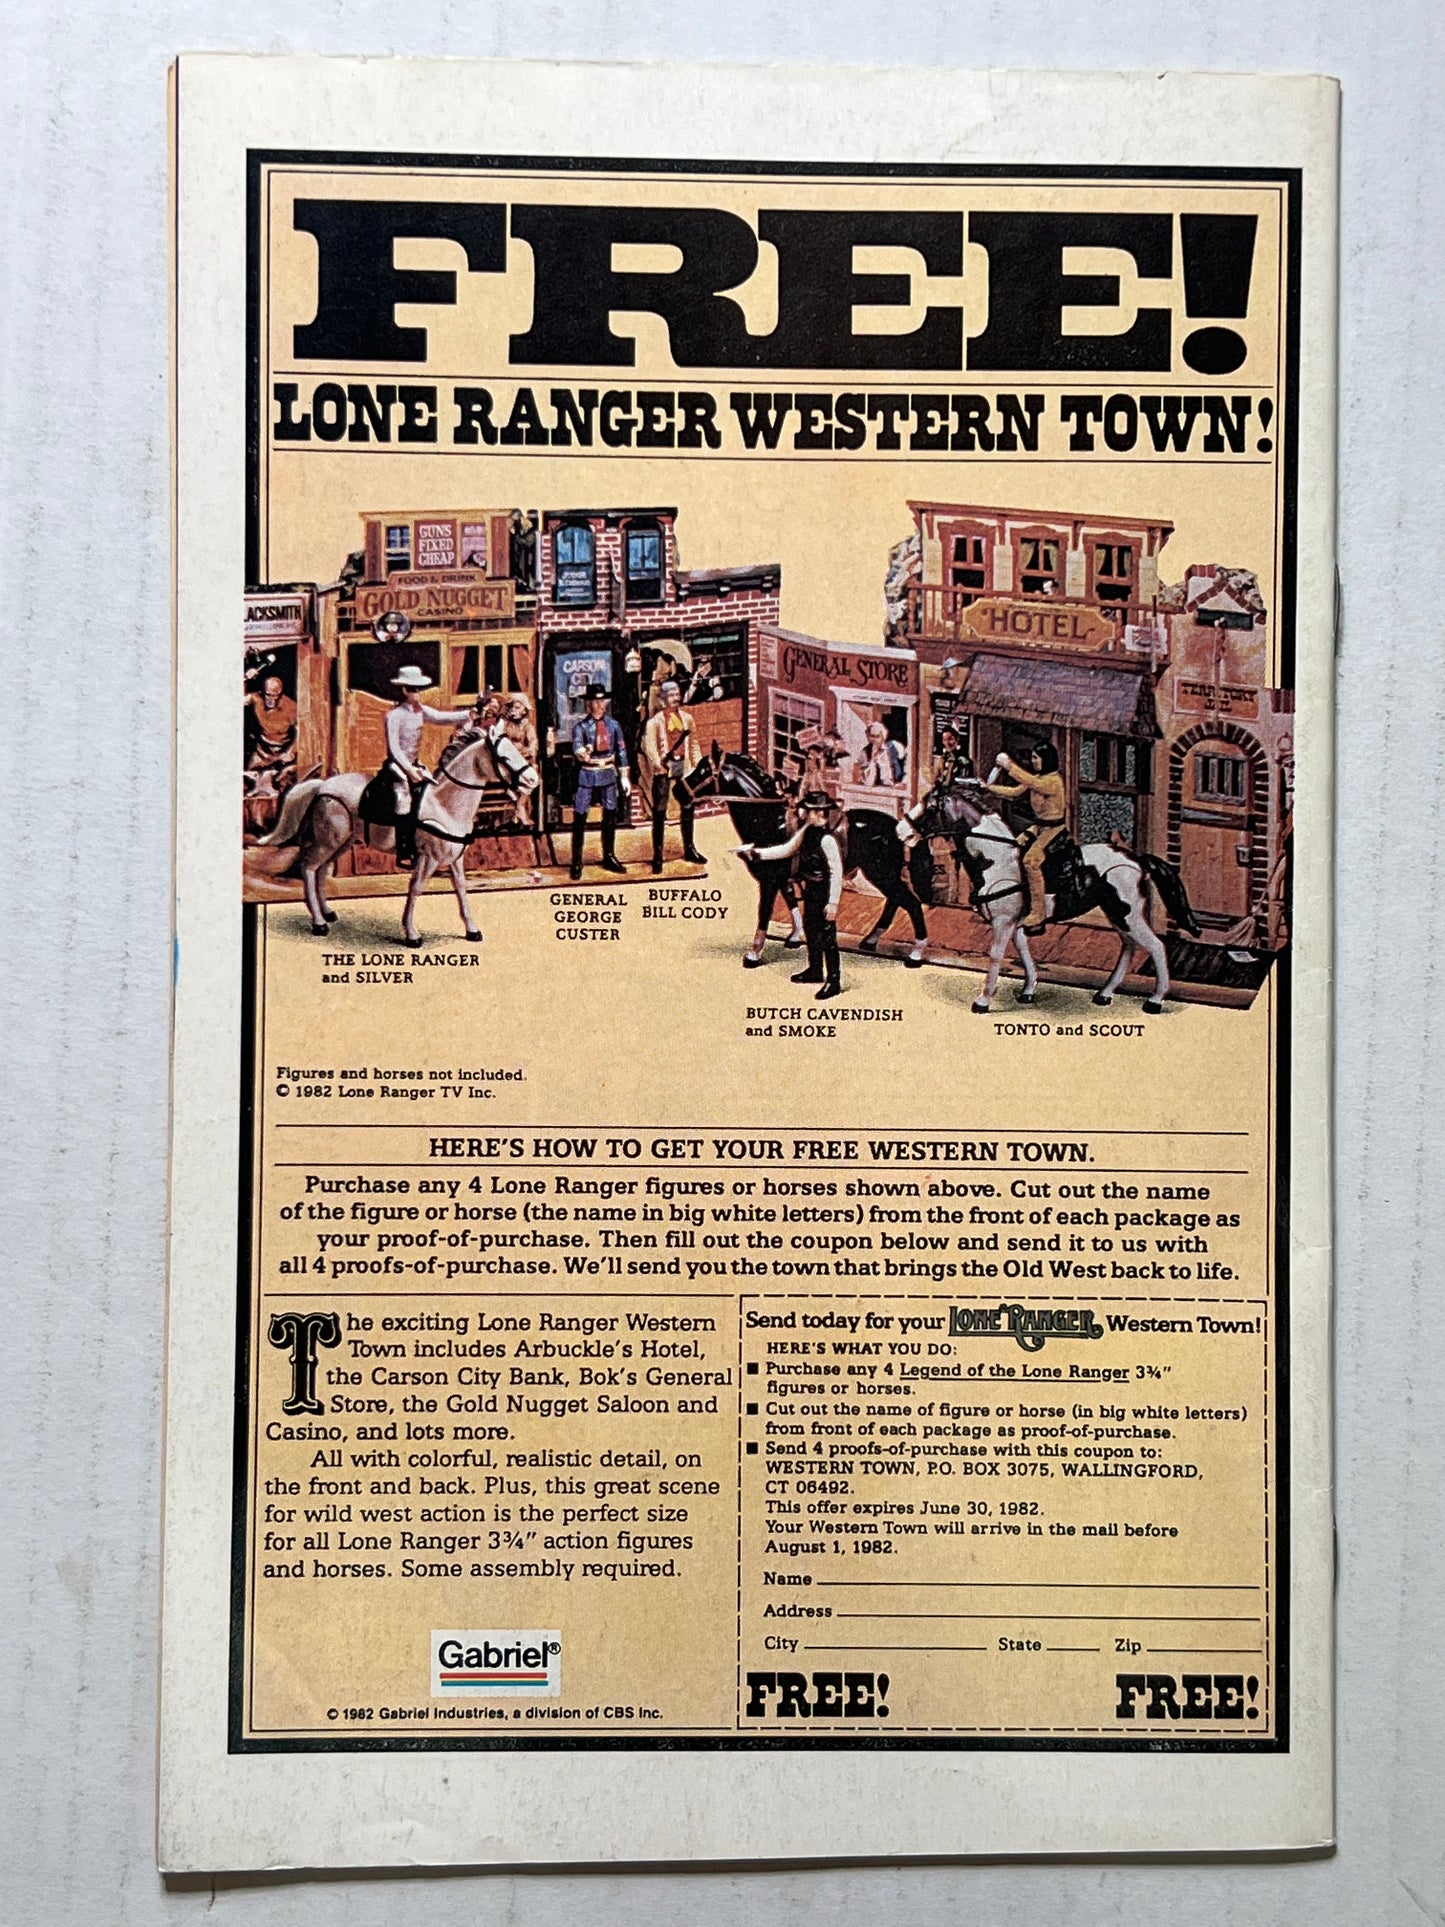 FREE!
LONE RANGER WESTERN TOWN!
GUNS
FIXED
CHEAP
FOOD & DRINK
GOLD NUGGET
CASINO
ACKSMITH
CARSON
CITY
GENERAL STORE
HOTEL
THE LONE RANGER
and SILVER
GENERAL
GEORGE
CUSTER
BUFFALO
BILL CODY
BUTCH CAVENDISH
and SMOKE
TONTO and SCOUT
Figures and horses not included.
© 1982 Lone Ranger TV Inc.
HERE'S HOW TO GET YOUR FREE WESTERN TOWN.
Purchase any 4 Lone Ranger figures or horses shown above. Cut out the name
of the figure or horse (the name in big white letters) from the front of each package as
your proof-of-purchase. Then fill out the coupon below and send it to us with
all 4 proofs-of-purchase. We'll send you the town that brings the Old West back to life.
The exciting Lone Ranger Western
Town includes Arbuckle's Hotel,
the Carson City Bank, Bok's General
Store, the Gold Nugget Saloon and
Casino, and lots more.
All with colorful, realistic detail, on
the front and back. Plus, this great scene
for wild west action is the perfect size
for all Lone Ranger 3¾" action figures
and horses. Some assembly required.
Gabriel®
© 1982 Gabriel Industries, a division of CBS Inc.
Send today for your LONE RANGER Western Town!
HERE'S WHAT YOU DO:
■ Purchase any 4 Legend of the Lone Ranger 3¾"
figures or horses.
■ Cut out the name of figure or horse (in big white letters)
from front of each package as proof-of-purchase.
■ Send 4 proofs-of-purchase with this coupon to:
WESTERN TOWN, P.O. BOX 3075, WALLINGFORD,
CT 06492.
This offer expires June 30, 1982.
Your Western Town will arrive in the mail before
August 1, 1982.
Name
Address
City State Zip
FREE! FREE!